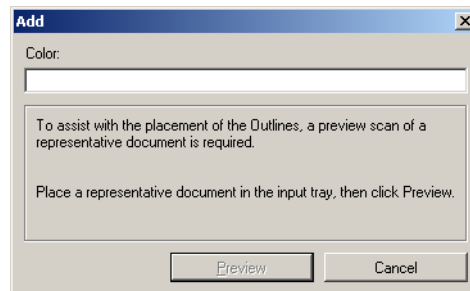 Add
Color:
To assist with the placement of the Outlines, a preview scan of a
representative document is required.
Place a representative document in the input tray, then click Preview.
Preview
Cancel